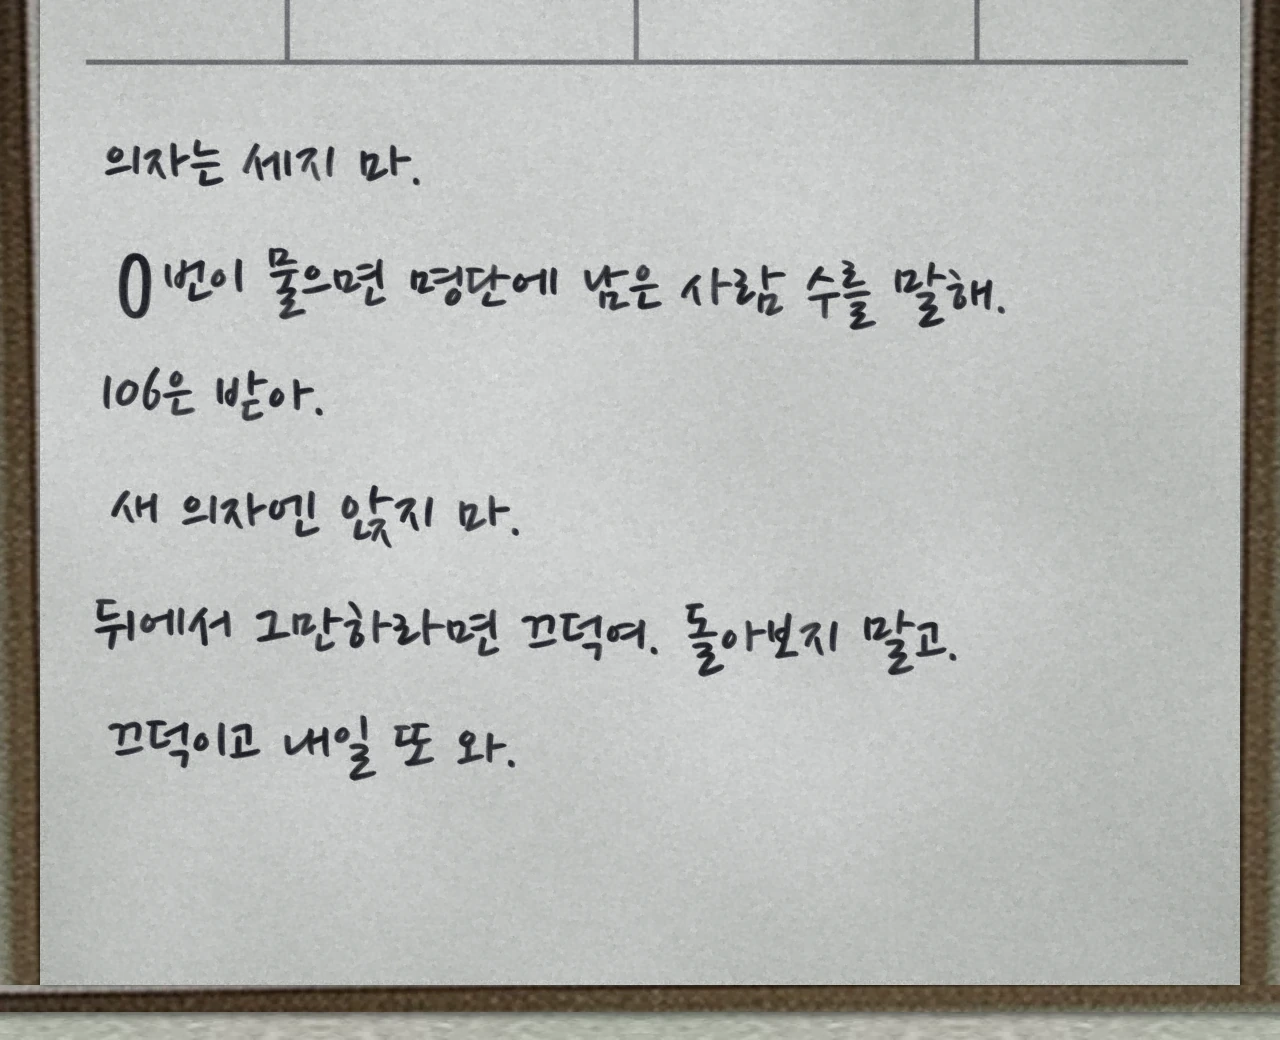 의자는 세지 마.
0번이 물으면 명단에 남은 사람 수를 말해.
106은 받아.
새 의자엔 앉지 마.
뒤에서 그만하라면 끄덕여. 돌아보지 말고.
끄덕이고 내일 또 와.